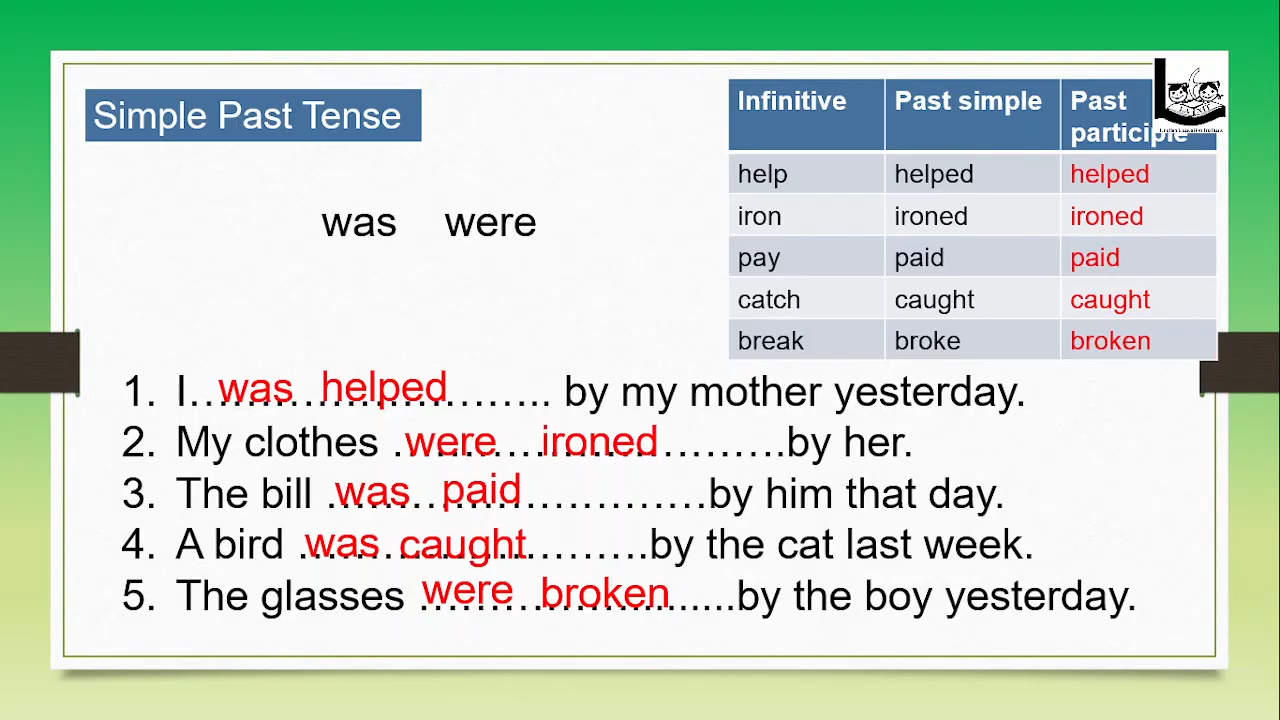 Simple Past Tense
was were
Infinitive Past simple Past participle
help helped helped
iron ironed ironed
pay paid paid
catch caught caught
break broke broken
1. I……was helped…….. by my mother yesterday.
2. My clothes ….were ironed……….by her.
3. The bill ….was paid………….by him that day.
4. A bird ….was caught……….by the cat last week.
5. The glasses ….were broken…......by the boy yesterday.